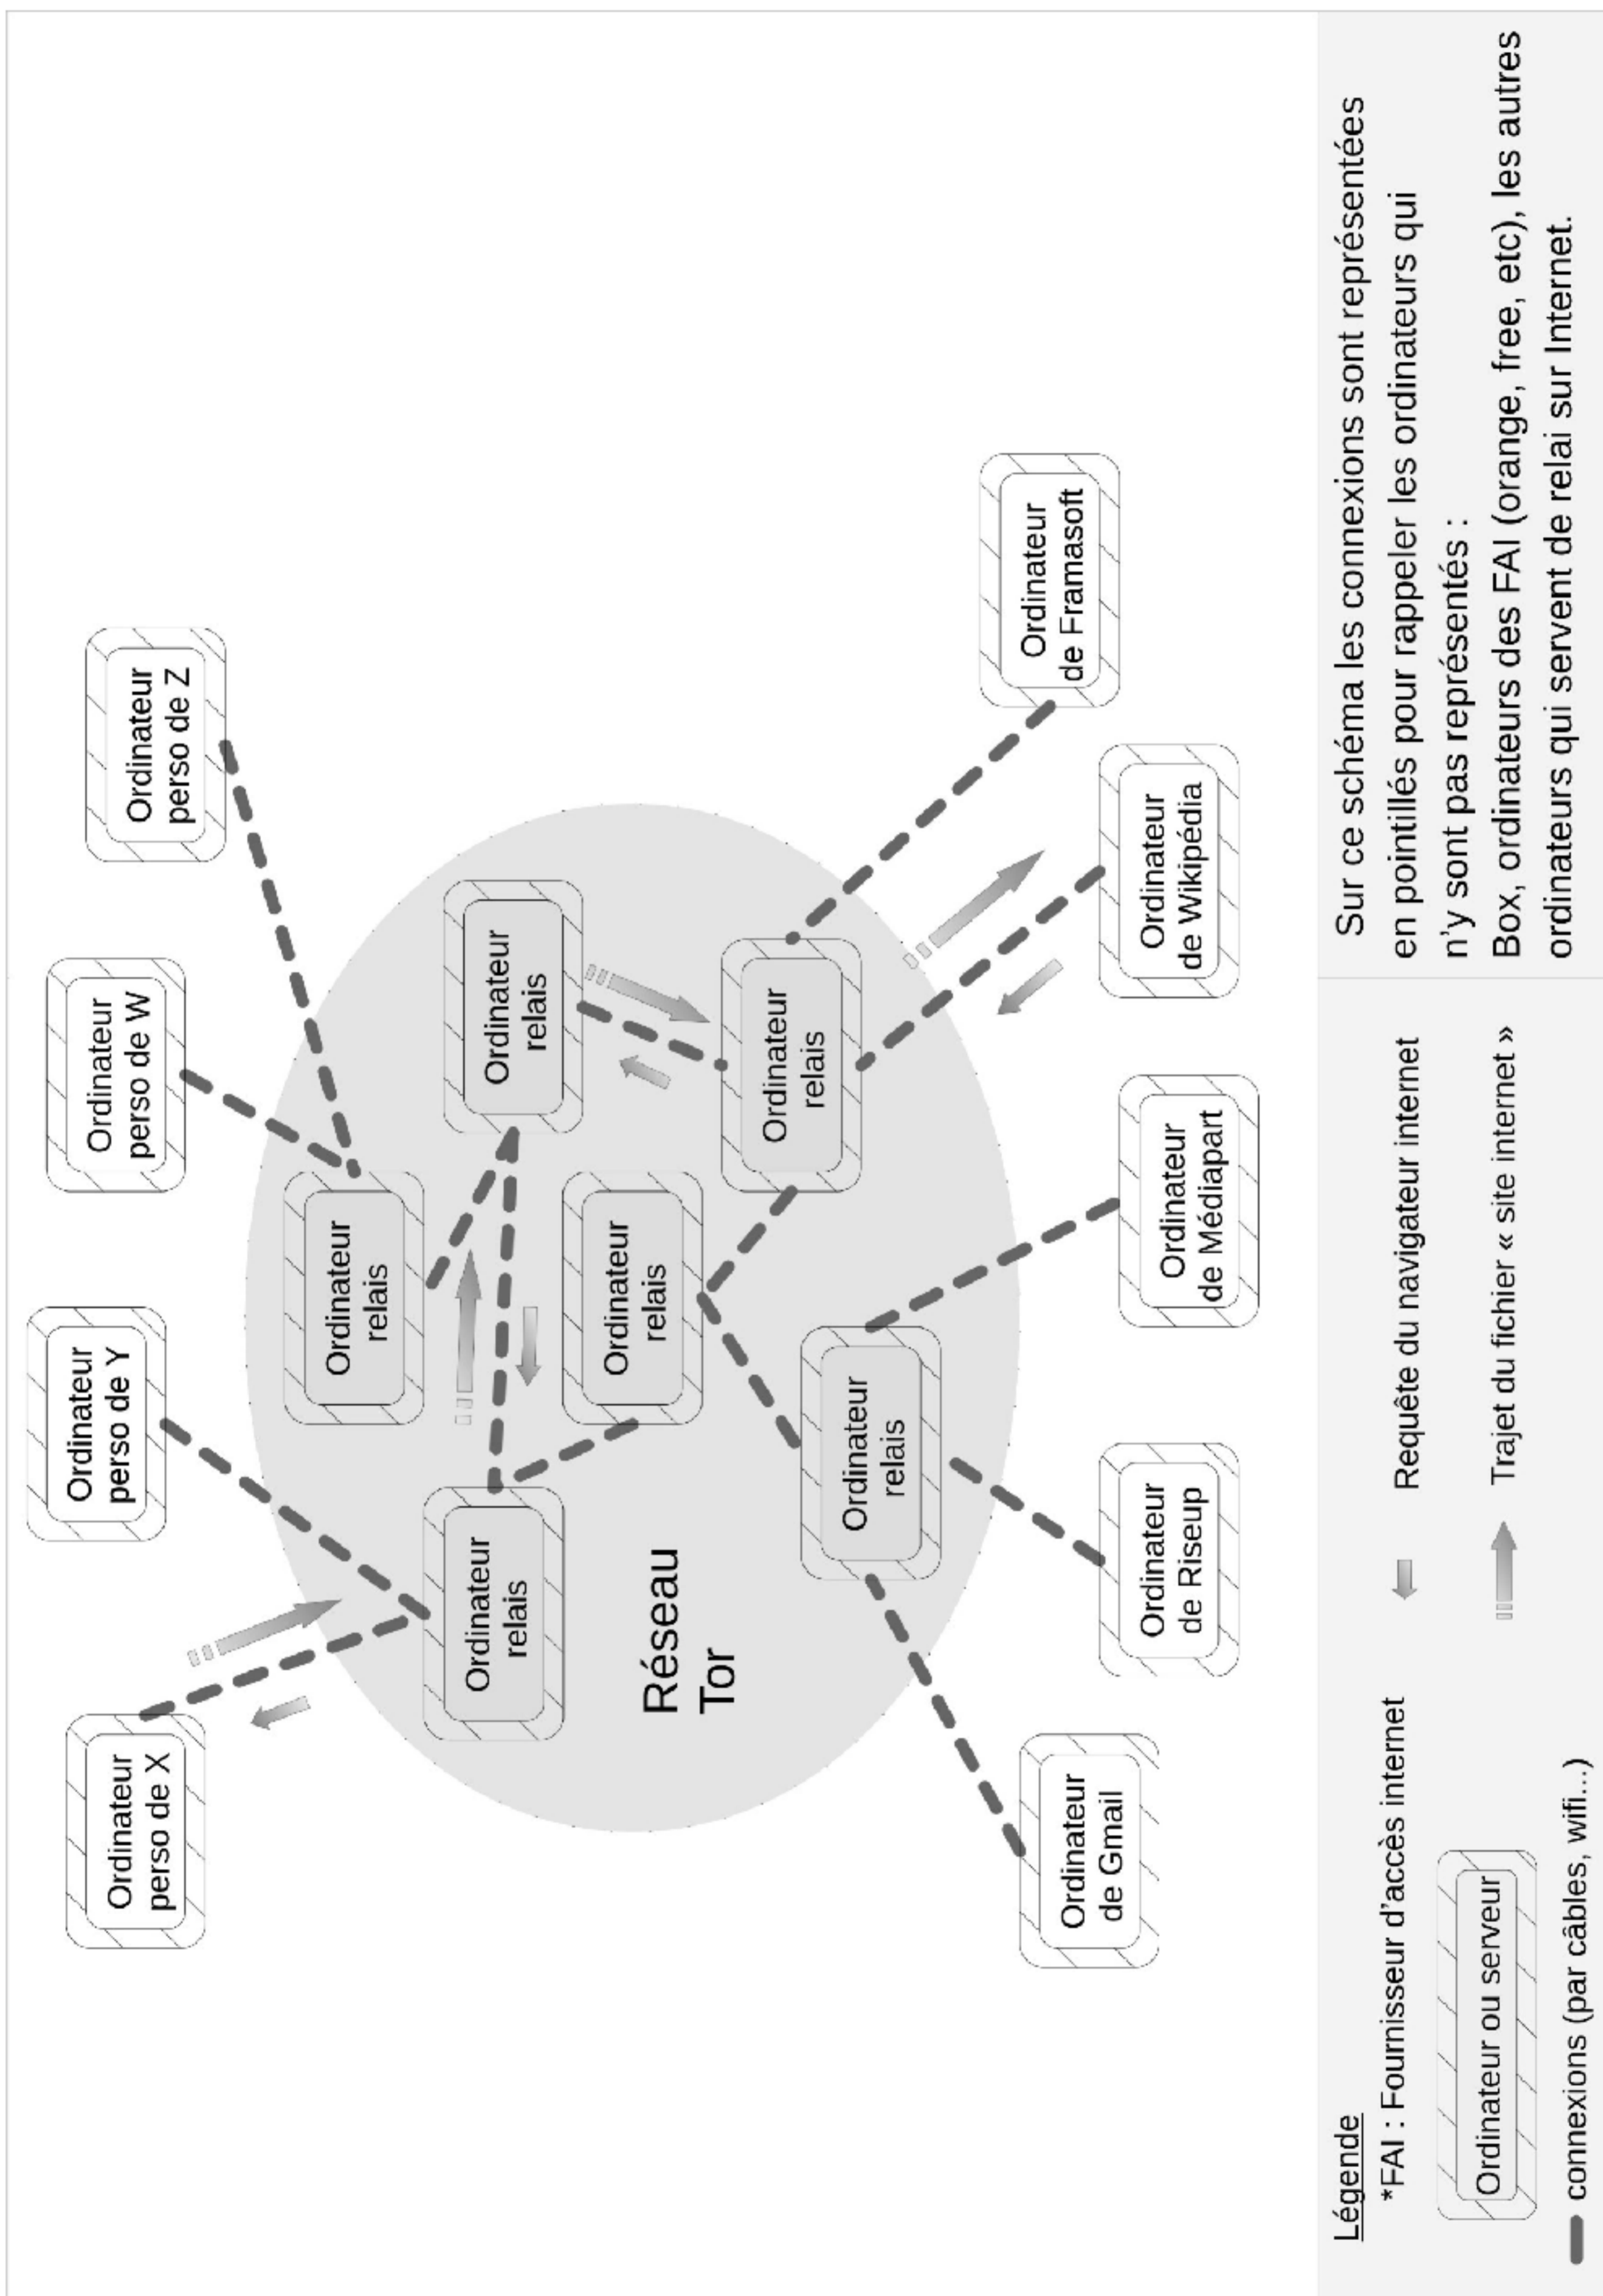 Ordinateur
perso de X
Ordinateur
perso de Y
Ordinateur
perso de W
Ordinateur
perso de Z
Ordinateur
relais
Ordinateur
relais
Ordinateur
relais
Ordinateur
relais
Ordinateur
relais
Ordinateur
relais
Réseau
Tor
Ordinateur
de Gmail
Ordinateur
de Riseup
Ordinateur
de Médiapart
Ordinateur
de Wikipédia
Ordinateur
de Framasoft
Légende
*FAI : Fournisseur d'accès internet
Ordinateur ou serveur
connexions (par câbles, wifi...)
Requête du navigateur internet
Trajet du fichier « site internet »
Sur ce schéma les connexions sont représentées
en pointillés pour rappeler les ordinateurs qui
n'y sont pas représentés :
Box, ordinateurs des FAI (orange, free, etc), les autres
ordinateurs qui servent de relai sur Internet.